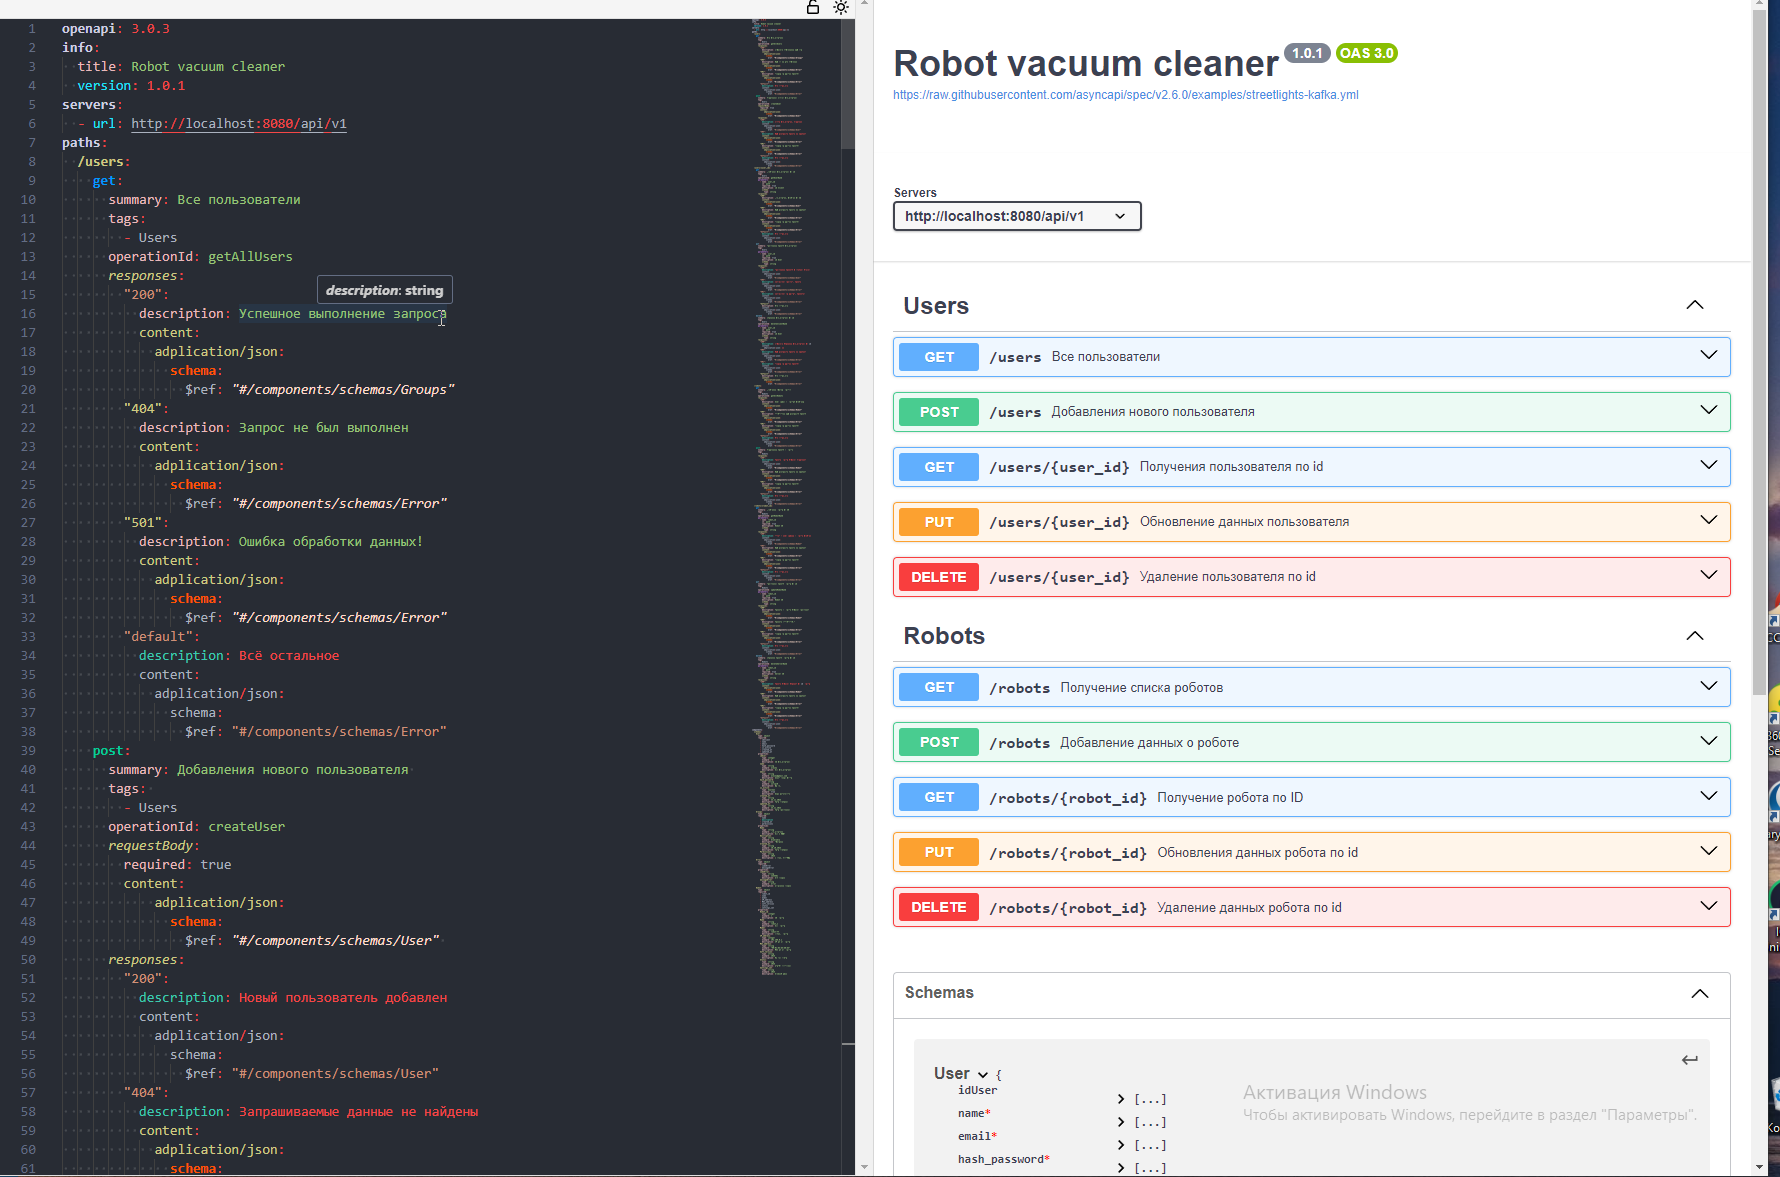 1 openapi: 3.0.3
2 info:
3 title: Robot vacuum cleaner
4 version: 1.0.1
5 servers:
6 - url: http://localhost:8080/api/v1
7 paths:
8 /users:
9 get:
10 summary: Все пользователи
11 tags:
12 - Users
13 operationId: getAllUsers
14 responses:
description: string
15 "200":
16 description: Успешное выполнение запроса
17 content:
18 adplication/json:
19 schema:
20 $ref: "#/components/schemas/Groups"
21 "404":
22 description: Запрос не был выполнен
23 content:
24 adplication/json:
25 schema:
26 $ref: "#/components/schemas/Error"
27 "501":
28 description: Ошибка обработки данных!
29 content:
30 adplication/json:
31 schema:
32 $ref: "#/components/schemas/Error"
33 "default":
34 description: Всё остальное
35 content:
36 adplication/json:
37 schema:
38 $ref: "#/components/schemas/Error"
39 post:
40 summary: Добавления нового пользователя
41 tags:
42 - Users
43 operationId: createUser
44 requestBody:
45 required: true
46 content:
47 adplication/json:
48 schema:
49 $ref: "#/components/schemas/User"
50 responses:
51 "200":
52 description: Новый пользователь добавлен
53 content:
54 adplication/json:
55 schema:
56 $ref: "#/components/schemas/User"
57 "404":
58 description: Запрашиваемые данные не найдены
59 content:
60 adplication/json:
61 schema:
Robot vacuum cleaner 1.0.1 OAS 3.0
https://raw.githubusercontent.com/asyncapi/spec/v2.6.0/examples/streetlights-kafka.yml
Servers
http://localhost:8080/api/v1
Users
GET /users Все пользователи
POST /users Добавления нового пользователя
GET /users/{user_id} Получения пользователя по id
PUT /users/{user_id} Обновление данных пользователя
DELETE /users/{user_id} Удаление пользователя по id
Robots
GET /robots Получение списка роботов
POST /robots Добавление данных о роботе
GET /robots/{robot_id} Получение робота по ID
PUT /robots/{robot_id} Обновления данных робота по id
DELETE /robots/{robot_id} Удаление данных робота по id
Schemas
User {
idUser [...]
name* [...]
email* [...]
hash_password* [...]
Активация Windows
Чтобы активировать Windows, перейдите в раздел "Параметры".